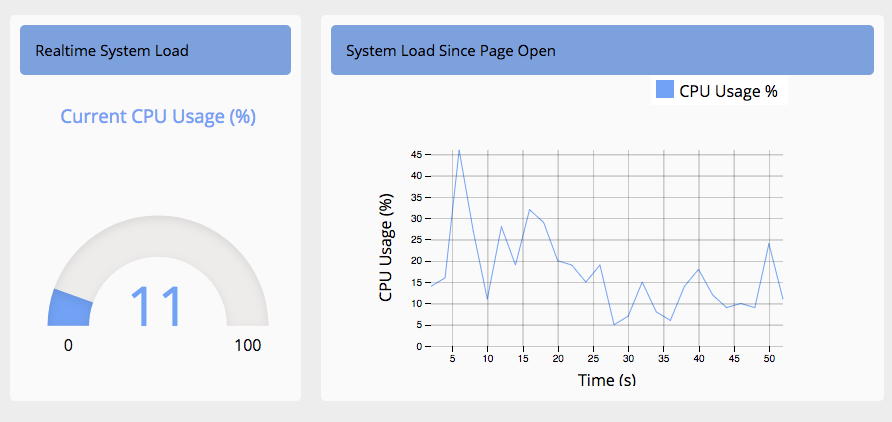 Realtime System Load
Current CPU Usage (%)
11
0
100
System Load Since Page Open
CPU Usage %
CPU Usage (%)
45
40
35
30
25
20
15
10
5
0
5 10 15 20 25 30 35 40 45 50
Time (s)